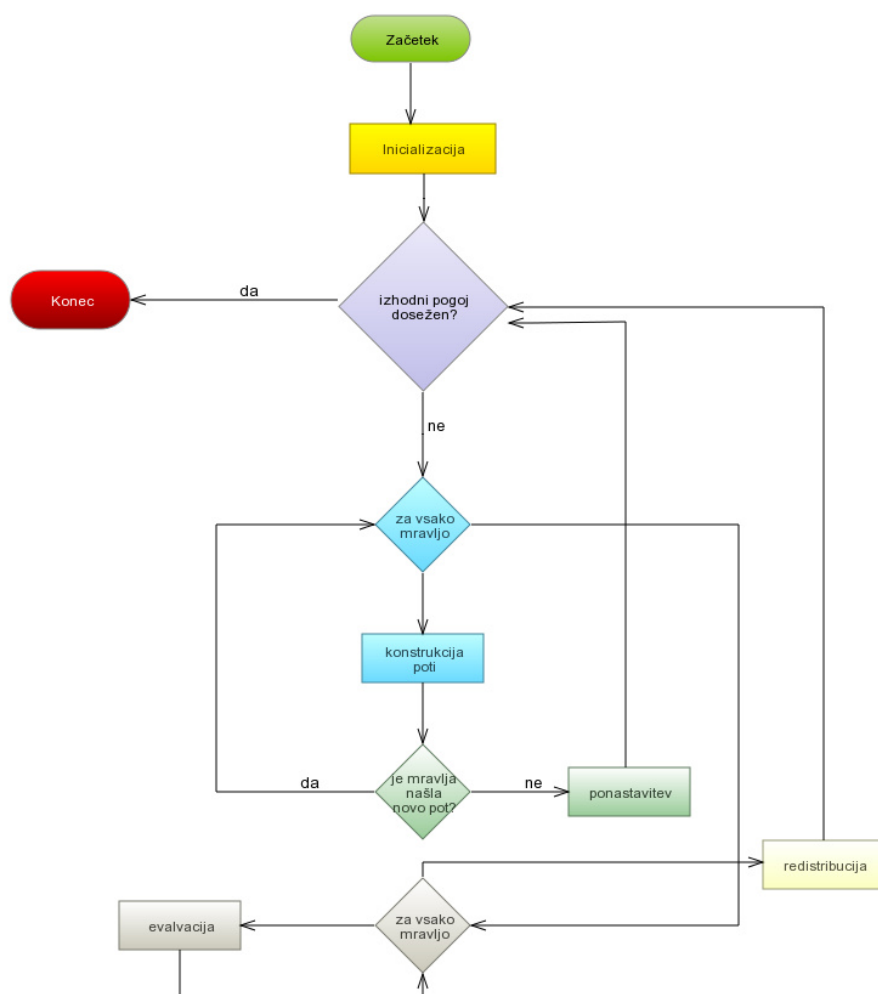 Začetek
Inicializacija
izhodni pogoj
dosežen?
da
Konec
ne
za vsako
mravljo
konstrukcija
poti
je mravlja
našla
novo pot?
da
ne
ponastavitev
redistribucija
za vsako
mravljo
evalvacija